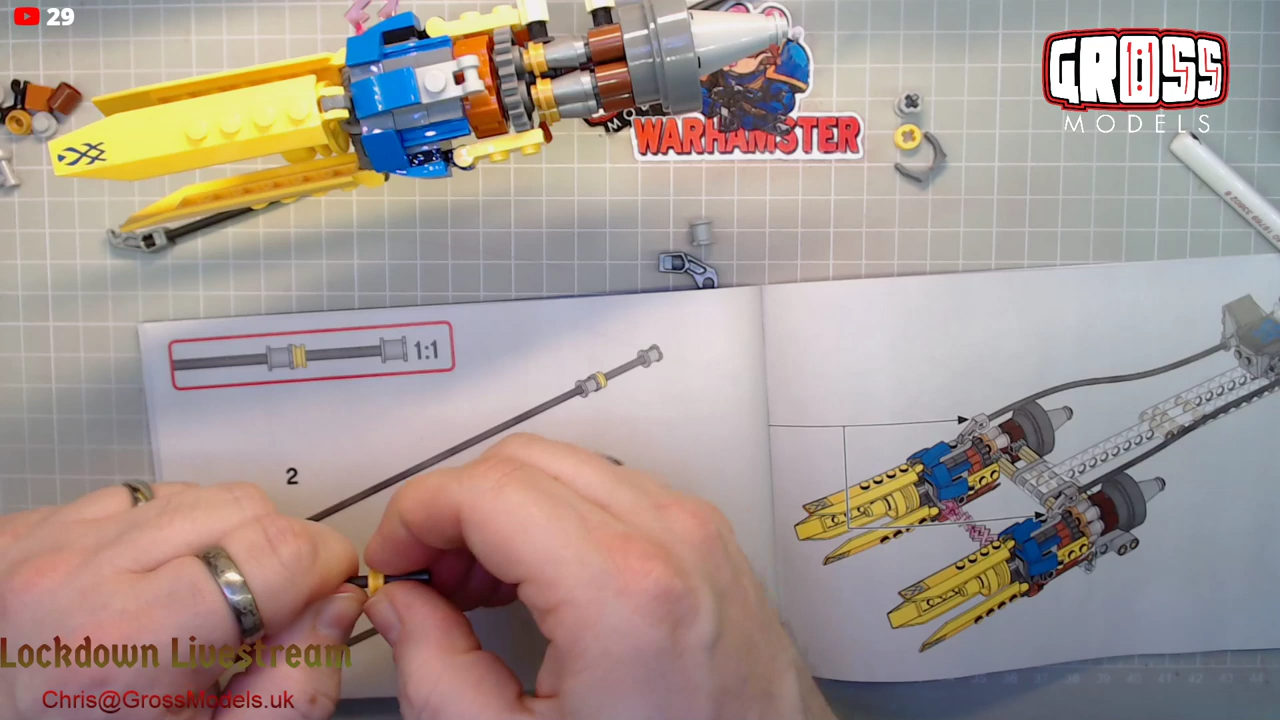 29
GROSS
MODELS
WARHAMSTER
1:1
2
Lockdown Livestream
Chris@GrossModels.uk